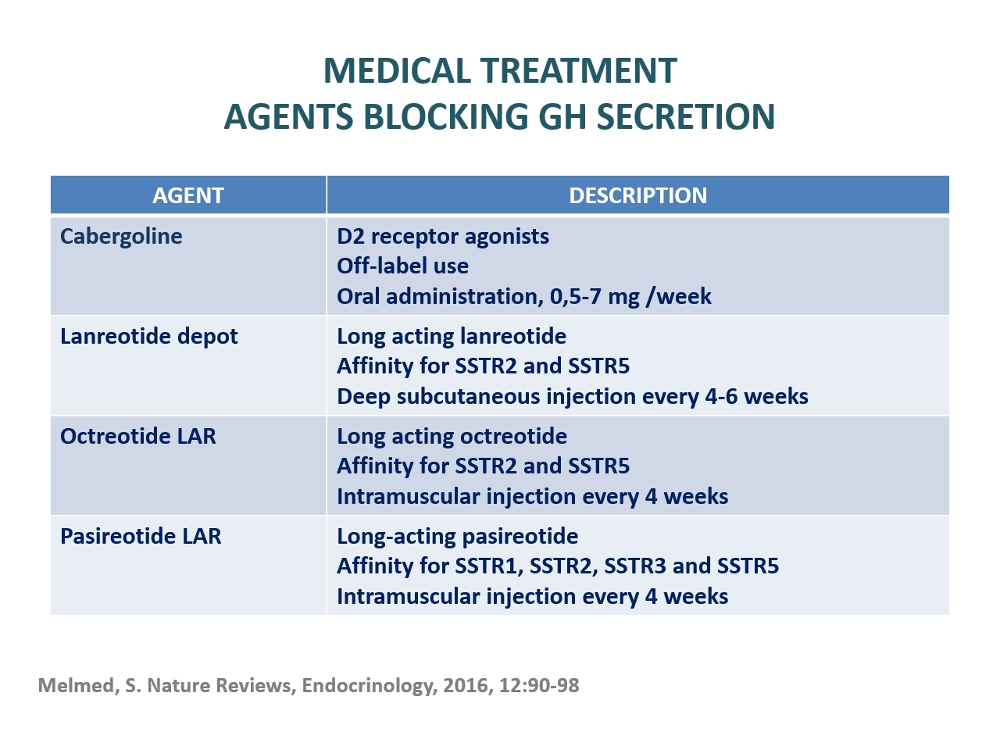 MEDICAL TREATMENT
AGENTS BLOCKING GH SECRETION
AGENT
DESCRIPTION
Cabergoline
D2 receptor agonists
Off-label use
Oral administration, 0,5-7 mg /week
Lanreotide depot
Long acting lanreotide
Affinity for SSTR2 and SSTR5
Deep subcutaneous injection every 4-6 weeks
Octreotide LAR
Long acting octreotide
Affinity for SSTR2 and SSTR5
Intramuscular injection every 4 weeks
Pasireotide LAR
Long-acting pasireotide
Affinity for SSTR1, SSTR2, SSTR3 and SSTR5
Intramuscular injection every 4 weeks
Melmed, S. Nature Reviews, Endocrinology, 2016, 12:90-98